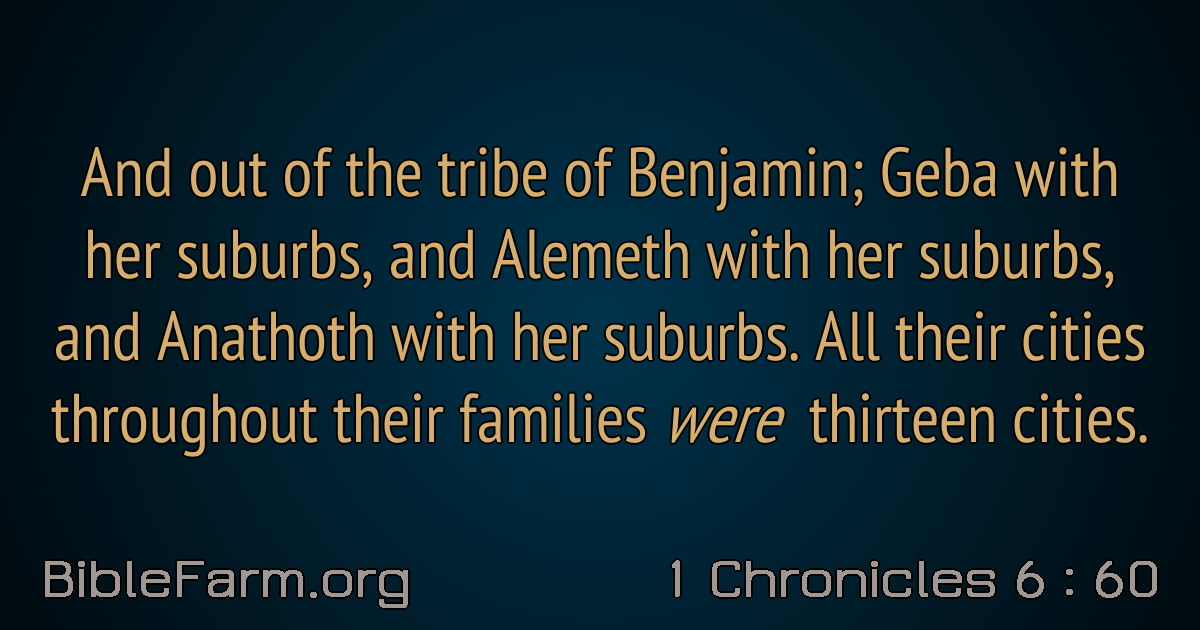 And out of the tribe of Benjamin; Geba with
her suburbs, and Alemeth with her suburbs,
and Anathoth with her suburbs. All their cities
throughout their families were thirteen cities.
BibleFarm.org
1 Chronicles 6 : 60